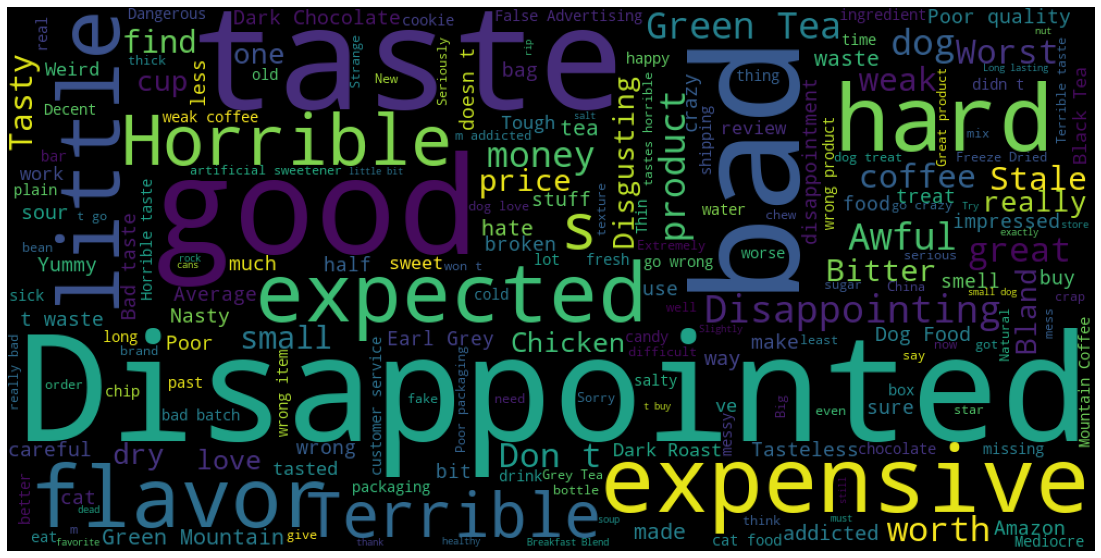 Dangerous
Dark Chocolate
cookie
False Advertising
ingredient
Poor quality
real
little
thick
find
one
old
less
taste
Strange
New
Seriously
rip
bag
doesn t
happy
Green Tea
dog
time
waste
Worst
nut
Long lasting
Tasty
Weird
Decent
cup
weak coffee
Horrible
m addicted
Tough
tea
salt
money
crazy
shipping
bad
thing
review
weak
didn t
hard
Great product
Black Tea
Terrible taste
bar
work
plain
artificial sweetener
little bit
good
price
stuff
tastes horrible
Disgusting
product
disappointment
wrong product
mix
dog treat
Freeze Dried
coffee
Stale
sour
t go
bean
Yummy
Bad taste
Horrible taste
rock
cans
dog love
hate
s
broken
texture
Thin
water
chew
treat
food
go crazy
Try
really
impressed
store
exactly
Awful
great
much
half
sweet
won t
lot
fresh
Extremely
go wrong
worse
serious
sick
t waste
Average
Nasty
expected
cold
use
well
sugar
China
Bitter
smell
small dog
Bland
buy
crap
mess
long
brand
Poor
small
Earl Grey
Chicken
candy
difficult
Slightly
Disappointing
way
make
least
Dog Food
now
got
Natural
really bad
Disappointed
order
chip
past
bad batch
wrong item
customer service
fake
Poor packaging
need
Sorry
salty
t buy
ve
Big
even
box
sure
say
star
Mountain Coffee
careful
dry
love
wrong
tasted
bit
Don t
Dark Roast
messy
Tasteless
chocolate
missing
better
cat
dead
flavor
packaging
drink
Grey Tea
bottle
expensive
m
eat
favorite
Green Mountain
give
Terrible
thank
healthy
soup
Breakfast Blend
made
cat food
think
still
addicted
must
worth
Amazon
Mediocre